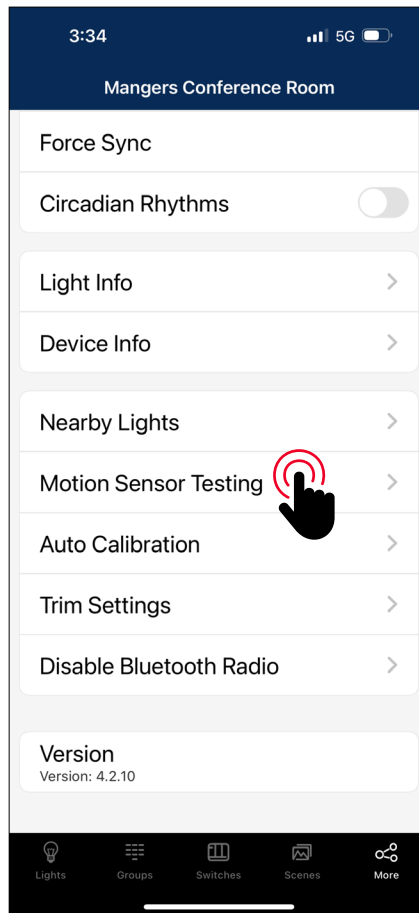 3:34
5G
Mangers Conference Room
Force Sync
Circadian Rhythms
Light Info
Device Info
Nearby Lights
Motion Sensor Testing
Auto Calibration
Trim Settings
Disable Bluetooth Radio
Version
Version: 4.2.10
Lights Groups Switches Scenes More